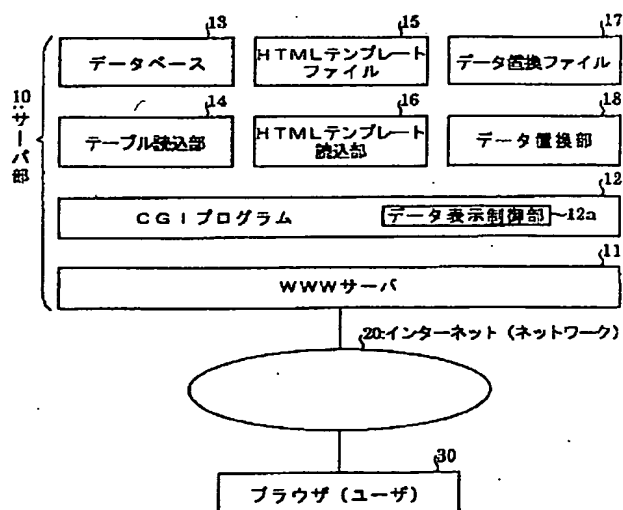 13
データベース
15
HTMLテンプレート
ファイル
17
データ置換ファイル
10:サーバ部
14
テーブル読込部
16
HTMLテンプレート
読込部
18
データ置換部
12
CGIプログラム
データ表示制御部
12a
11
WWWサーバ
20:インターネット(ネットワーク)
30
ブラウザ(ユーザ)